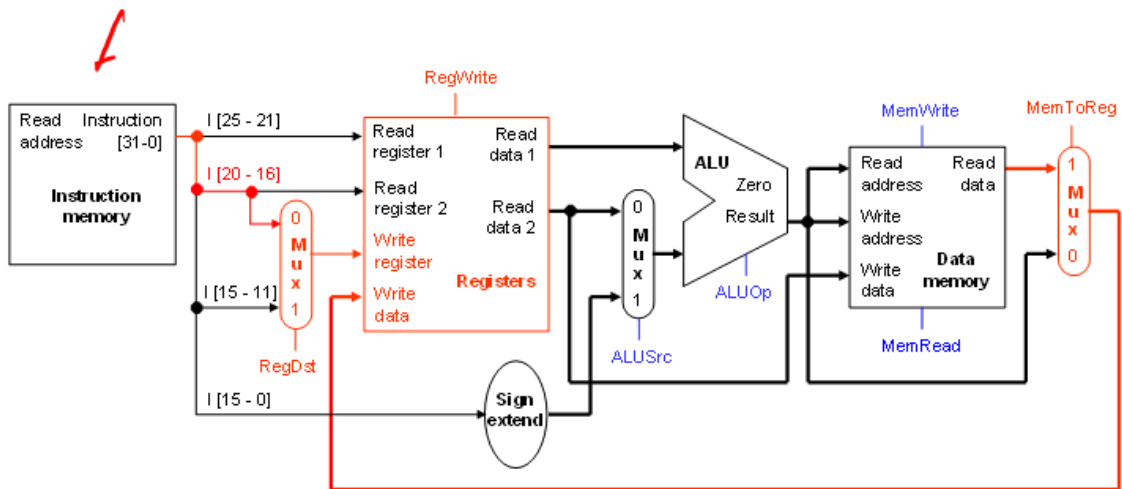 RegWrite
MemWrite
MemToReg
Read Instruction
address [31-0]
Instruction
memory
I [25 - 21]
I [20 - 16]
I [15 - 11]
I [15 - 0]
0
Mux
1
RegDst
Read
register 1
Read
data 1
Read
register 2
Read
data 2
Write
register
Registers
Write
data
Sign
extend
0
Mux
1
ALUSrc
ALU
Zero
Result
ALUOp
Read
address
Read
data
Write
address
Write
data
Data
memory
MemRead
1
Mux
0